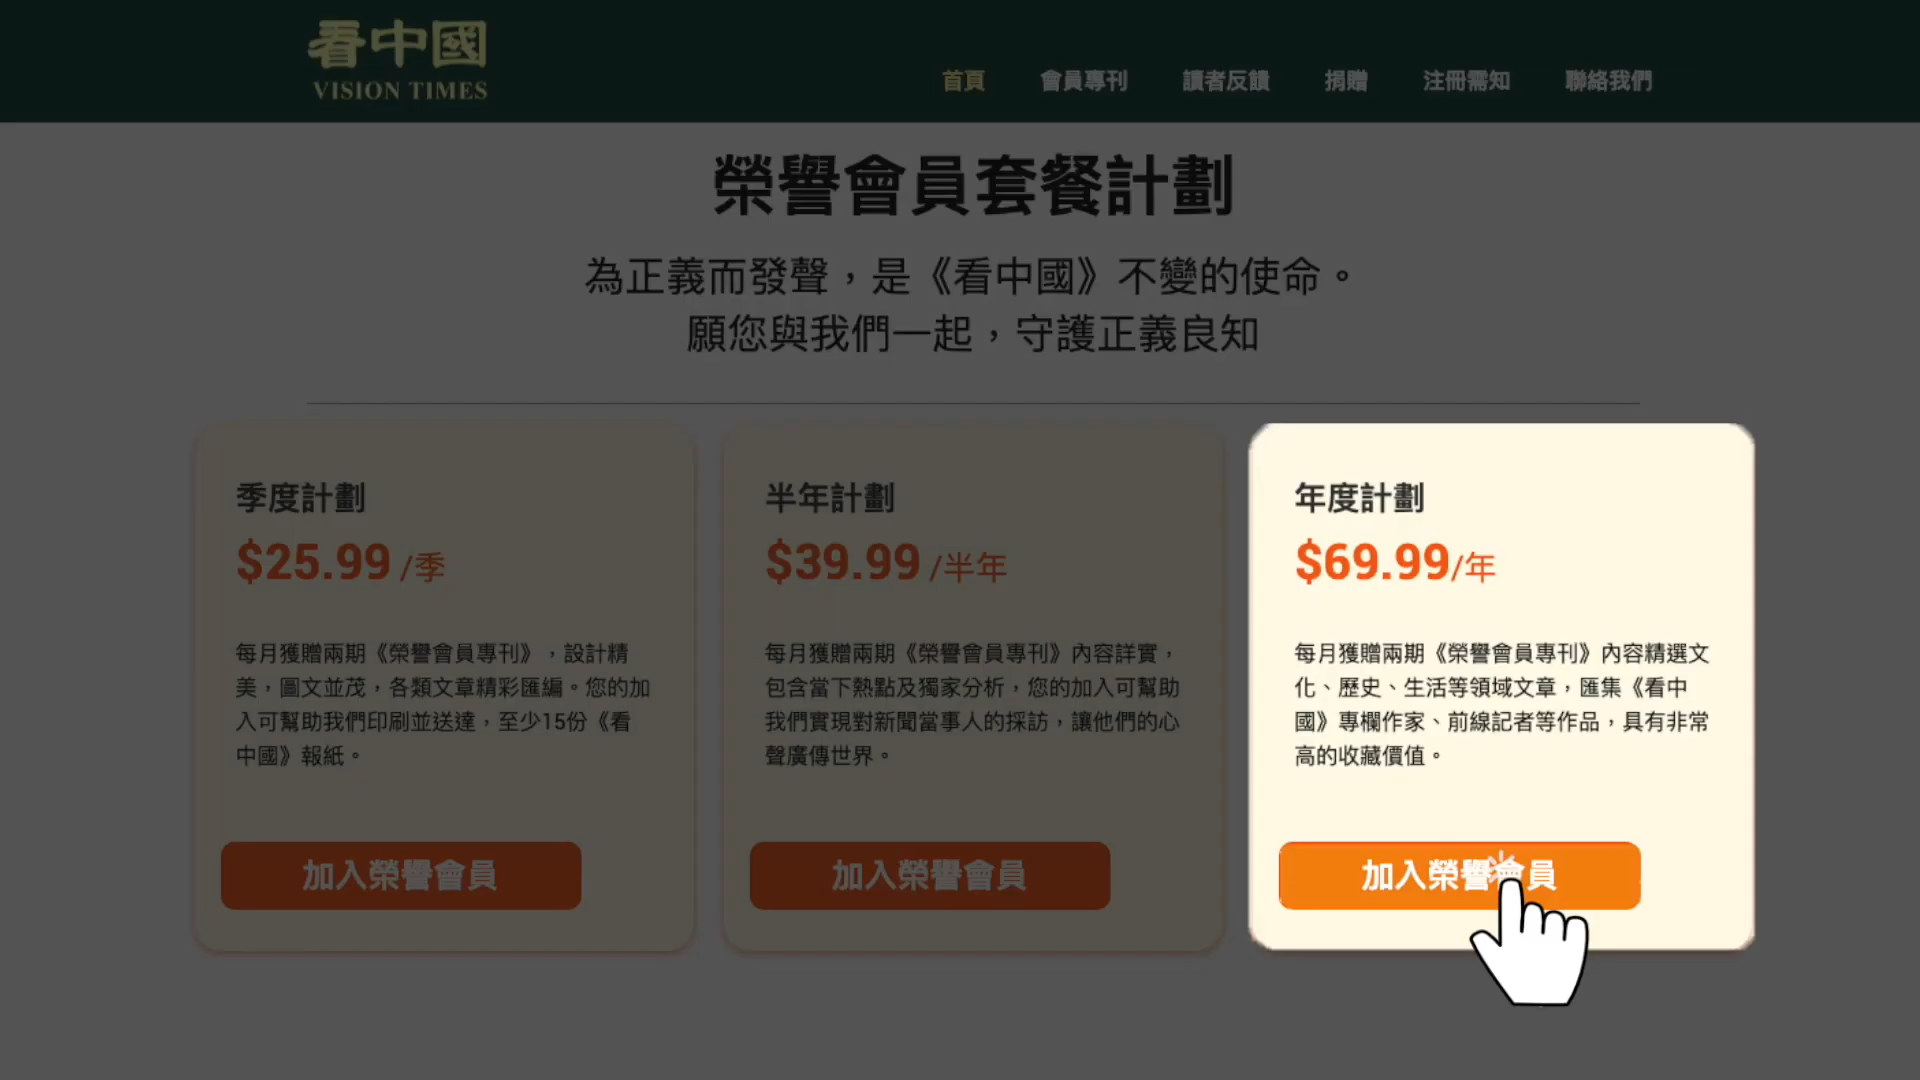 看中國
VISION TIMES
首頁 會員專刊 讀者反饋 捐贈 注冊需知 聯絡我們
榮譽會員套餐計劃
為正義而發聲，是《看中國》不變的使命。
願您與我們一起，守護正義良知
季度計劃
$25.99 /季
每月獲贈兩期《榮譽會員專刊》，設計精
美，圖文並茂，各類文章精彩匯編。您的加
入可幫助我們印刷並送達，至少15份《看
中國》報紙。
加入榮譽會員
半年計劃
$39.99 /半年
每月獲贈兩期《榮譽會員專刊》內容詳實，
包含當下熱點及獨家分析，您的加入可幫助
我們實現對新聞當事人的採訪，讓他們的心
聲廣傳世界。
加入榮譽會員
年度計劃
$69.99/年
每月獲贈兩期《榮譽會員專刊》內容精選文
化、歷史、生活等領域文章，匯集《看中
國》專欄作家、前線記者等作品，具有非常
高的收藏價值。
加入榮譽會員